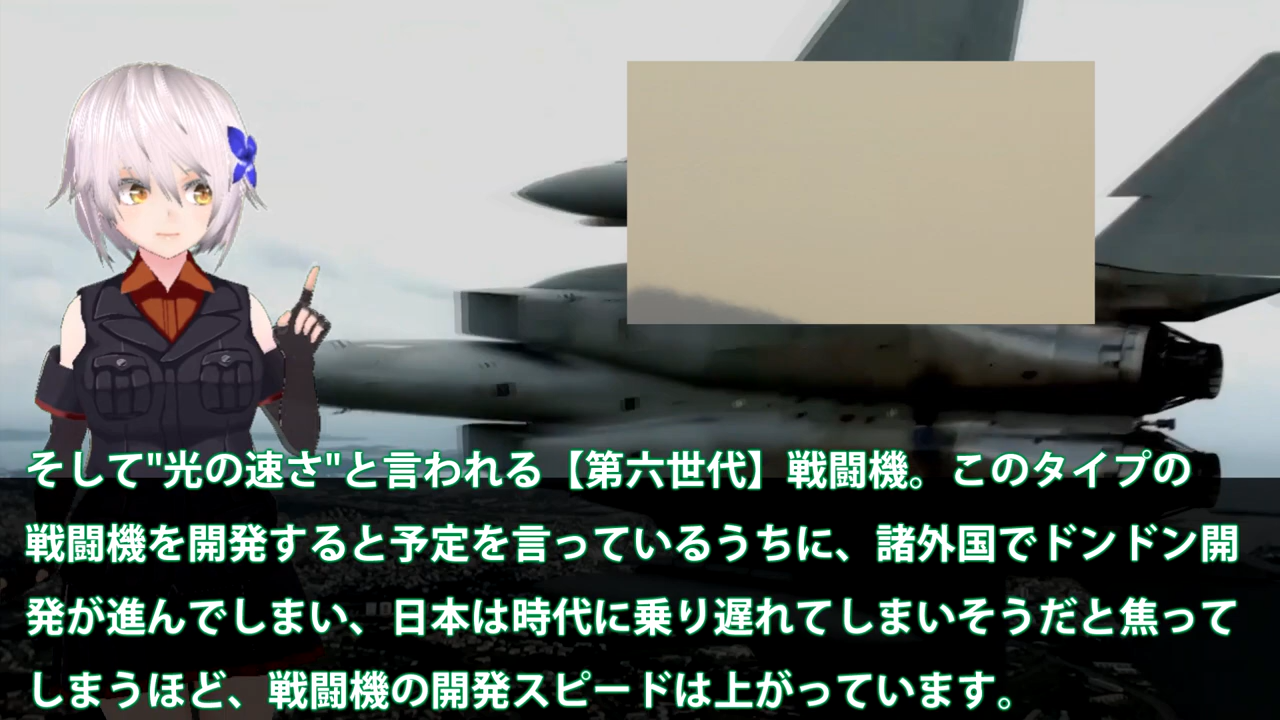 そして"光の速さ"と言われる【第六世代】戦闘機。このタイプの
戦闘機を開発すると予定を言っているうちに、諸外国でドンドン開
発が進んでしまい、日本は時代に乗り遅れてしまいそうだと焦って
しまうほど、戦闘機の開発スピードは上がっています。